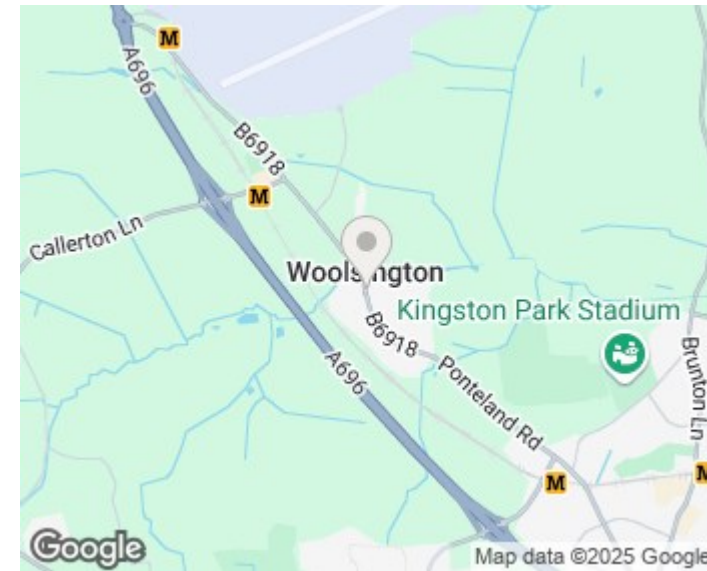 M
A696
B6918
M
Callerton Ln
Woolsington
Kingston Park Stadium
B6918
Ponteland Rd
Brunton Ln
A696
M
M
Google
Map data ©2025 Google